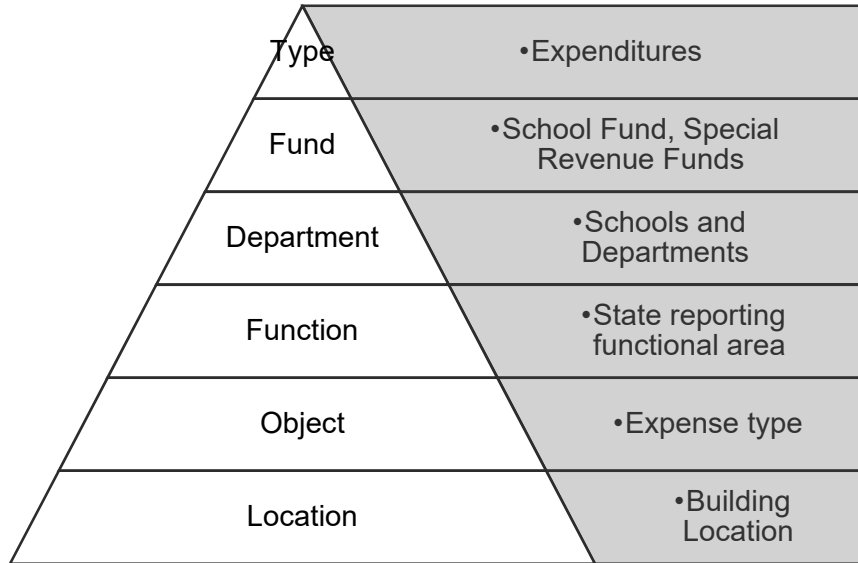 Type
•Expenditures
Fund
•School Fund, Special
Revenue Funds
Department
•Schools and
Departments
Function
•State reporting
functional area
Object
•Expense type
Location
•Building
Location